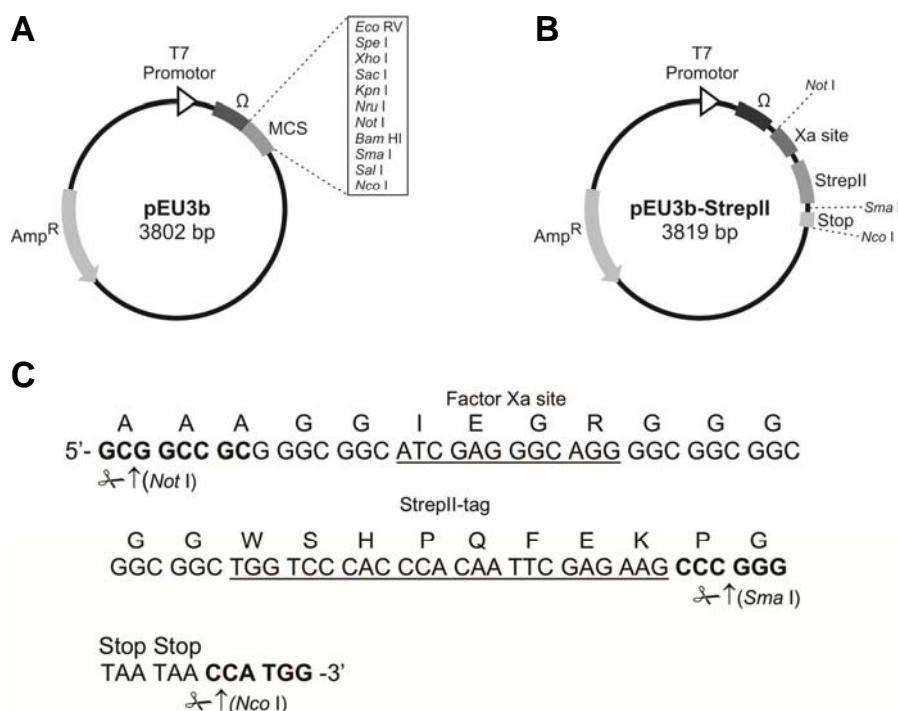 A
T7
Promotor
Ω
MCS
Eco RV
Spe I
Xho I
Sac I
Kpn I
Nru I
Not I
Bam HI
Sma I
Sal I
Nco I
pEU3b
3802 bp
AmpR
B
T7
Promotor
Ω
Not I
Xa site
StrepII
Sma I
Stop
Nco I
pEU3b-StrepII
3819 bp
AmpR
C
Factor Xa site
A A A G G I E G R G G G
5'- GCG GCC GCG GGC GGC ATC GAG GGC AGG GGC GGC GGC
✄ ↑(Not I)
StrepII-tag
G G W S H P Q F E K P G
GGC GGC TGG TCC CAC CCA CAA TTC GAG AAG CCC GGG
✄ ↑(Sma I)
Stop Stop
TAA TAA CCA TGG -3'
✄ ↑(Nco I)